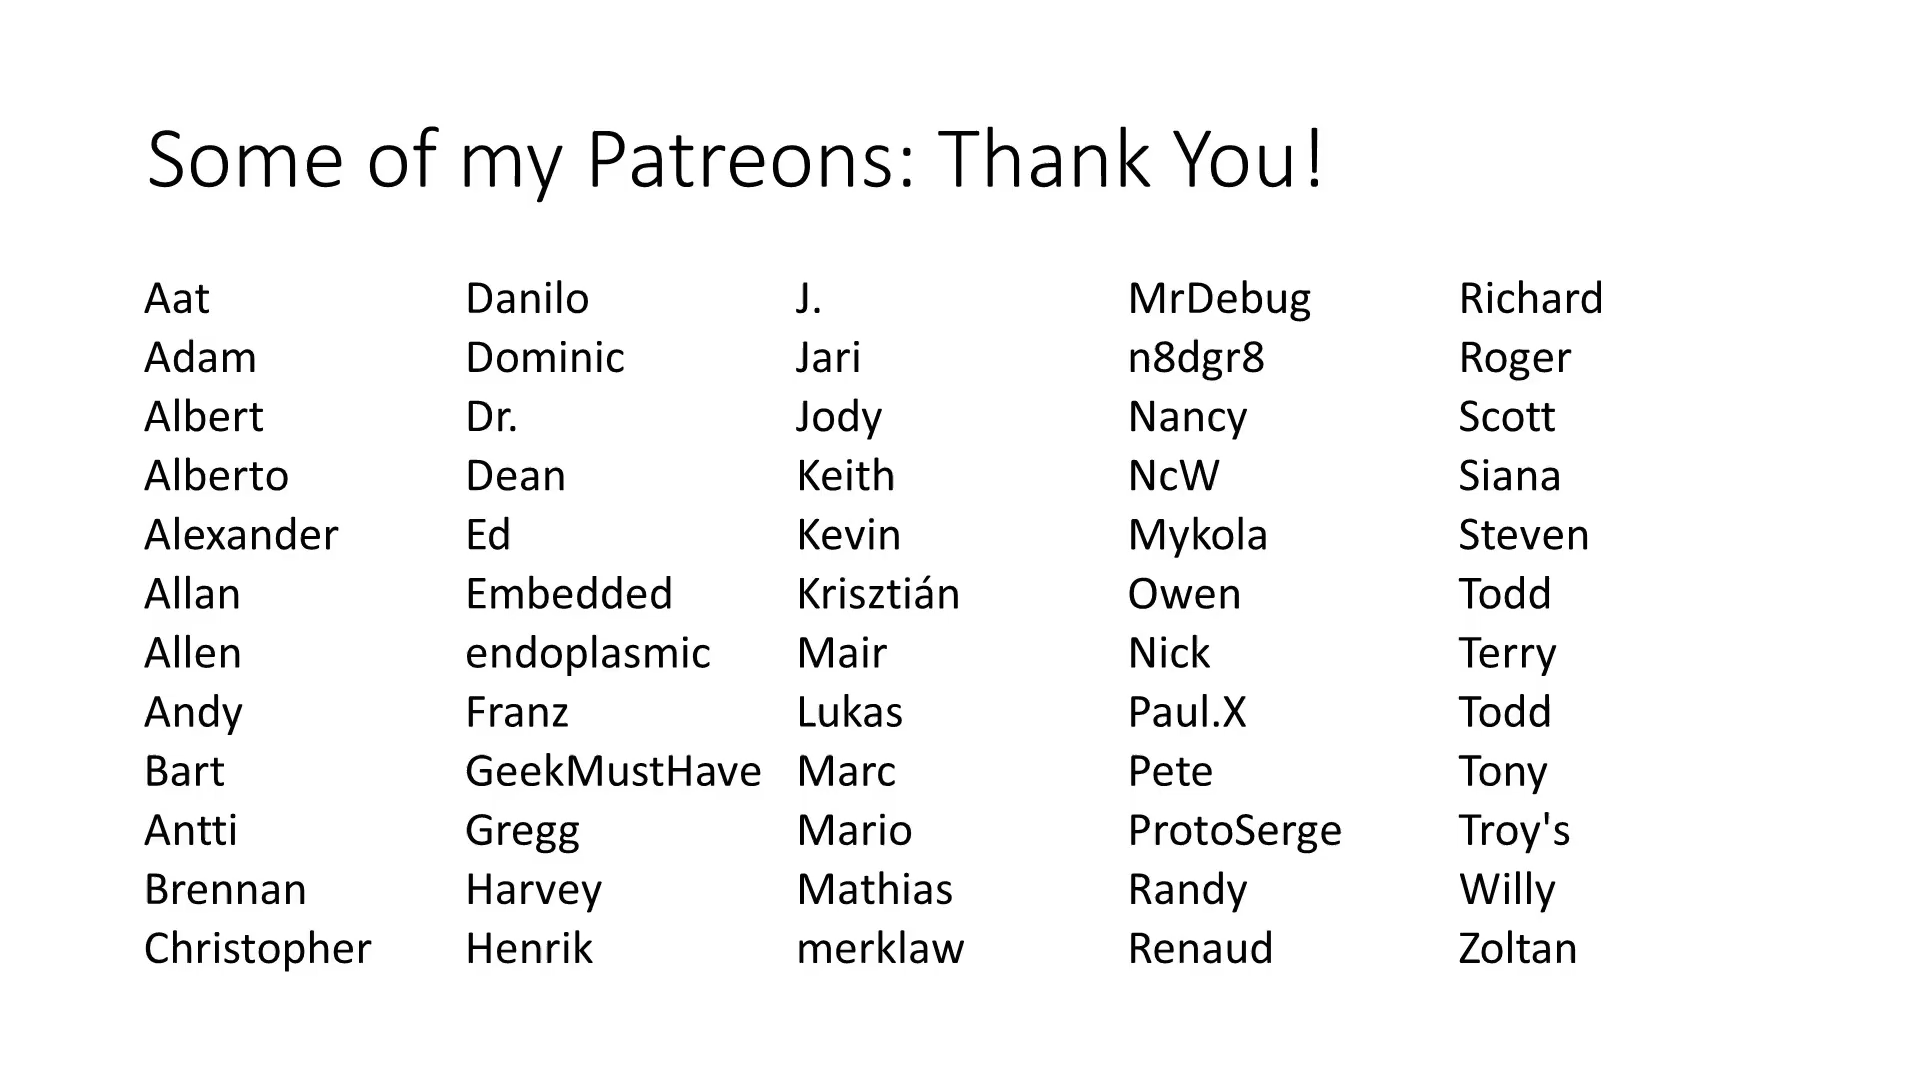 Some of my Patreons: Thank You!
Aat
Adam
Albert
Alberto
Alexander
Allan
Allen
Andy
Bart
Antti
Brennan
Christopher
Danilo
Dominic
Dr.
Dean
Ed
Embedded
endoplasmic
Franz
GeekMustHave
Gregg
Harvey
Henrik
J.
Jari
Jody
Keith
Kevin
Krisztián
Mair
Lukas
Marc
Mario
Mathias
merklaw
MrDebug
n8dgr8
Nancy
NcW
Mykola
Owen
Nick
Paul.X
Pete
ProtoSerge
Randy
Renaud
Richard
Roger
Scott
Siana
Steven
Todd
Terry
Todd
Tony
Troy's
Willy
Zoltan